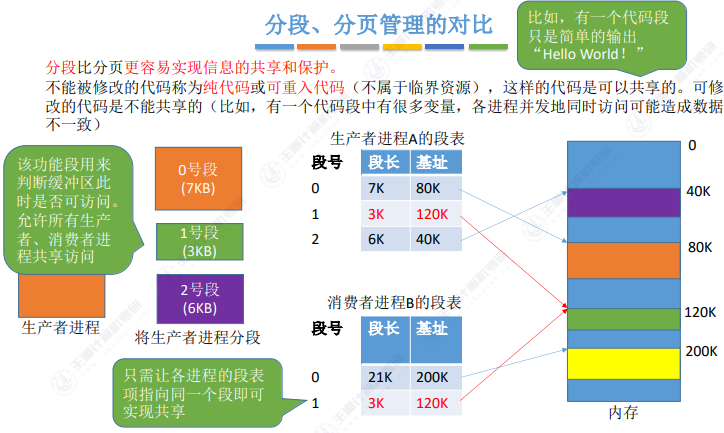 分段、分页管理的对比
比如，有一个代码段
只是简单的输出
“Hello World！”
分段比分页更容易实现信息的共享和保护。
不能被修改的代码称为纯代码或可重入代码（不属于临界资源），这样的代码是可以共享的。可修
改的代码是不能共享的（比如，有一个代码段中有很多变量，各进程并发地同时访问可能造成数据
不一致）
该功能段用来
判断缓冲区此
时是否可访问。
允许所有生产
者、消费者进
程共享访问
生产者进程
0号段
(7KB)
1号段
(3KB)
2号段
(6KB)
将生产者进程分段
生产者进程A的段表
段号 段长 基址
0 7K 80K
1 3K 120K
2 6K 40K
消费者进程B的段表
段号 段长 基址
0 21K 200K
1 3K 120K
只需让各进程的段表
项指向同一个段即可
实现共享
0
40K
80K
120K
200K
内存